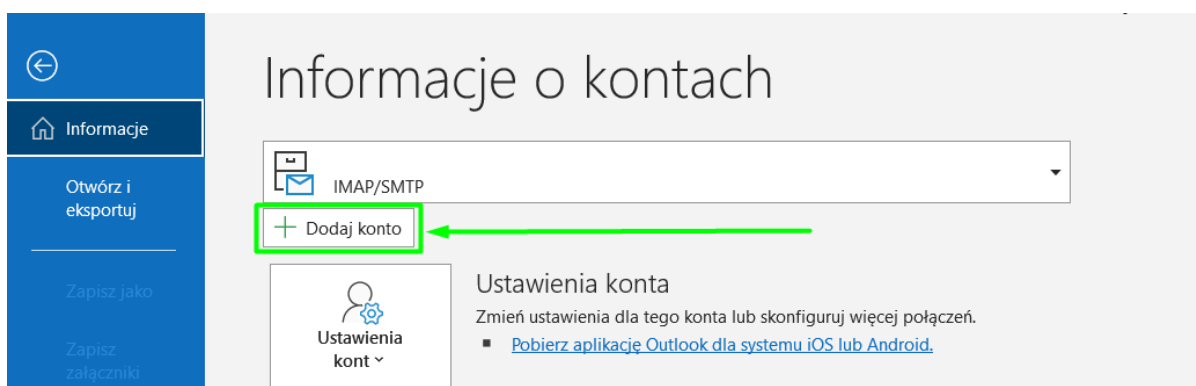 Informacje o kontach
Informacje
IMAP/SMTP
Otwórz i
eksportuj
Dodaj konto
Ustawienia konta
Zmień ustawienia dla tego konta lub skonfiguruj więcej połączeń.
Pobierz aplikację Outlook dla systemu iOS lub Android.
Ustawienia
kont
Zapisz jako
Zapisz
załączniki